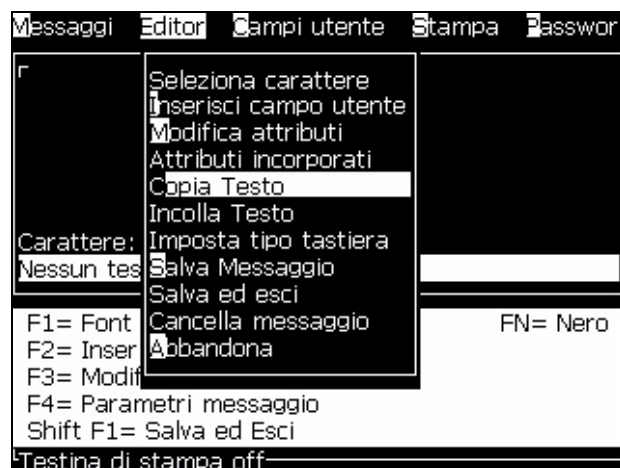 Messaggi Editor Campi utente Stampa Passwor
Seleziona carattere
Inserisci campo utente
Modifica attributi
Attributi incorporati
Copia Testo
Incolla Testo
Carattere: Imposta tipo tastiera
Nessun tes Salva Messaggio
Salva ed esci
F1= Font Cancella messaggio FN= Nero
F2= Inser Abbandona
F3= Modif
F4= Parametri messaggio
Shift F1= Salva ed Esci
Testina di stampa off